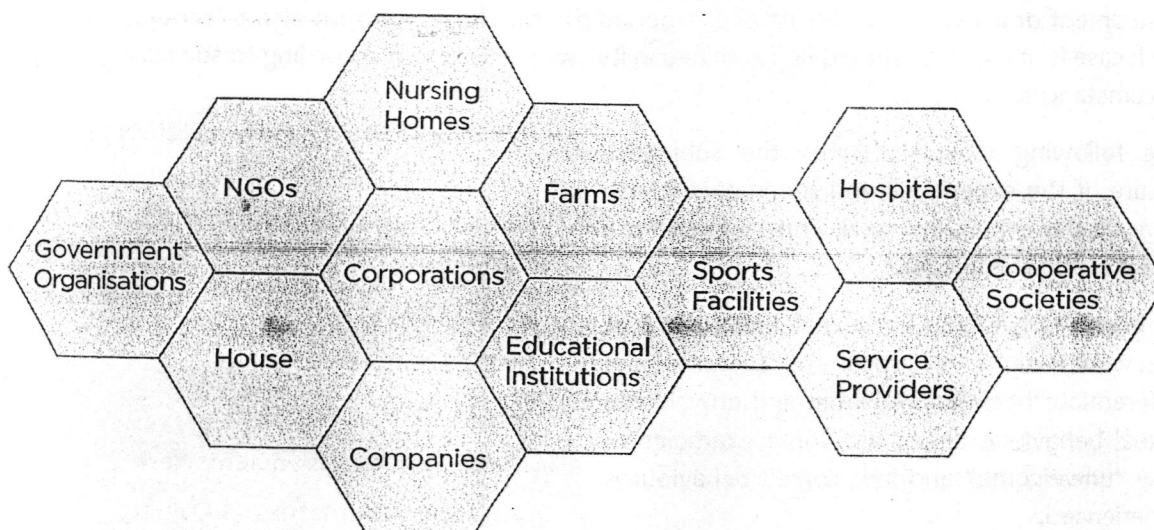 Nursing
Homes
NGOs
Farms
Hospitals
Government
Organisations
Corporations
Sports
Facilities
Cooperative
Societies
House
Educational
Institutions
Service
Providers
Companies